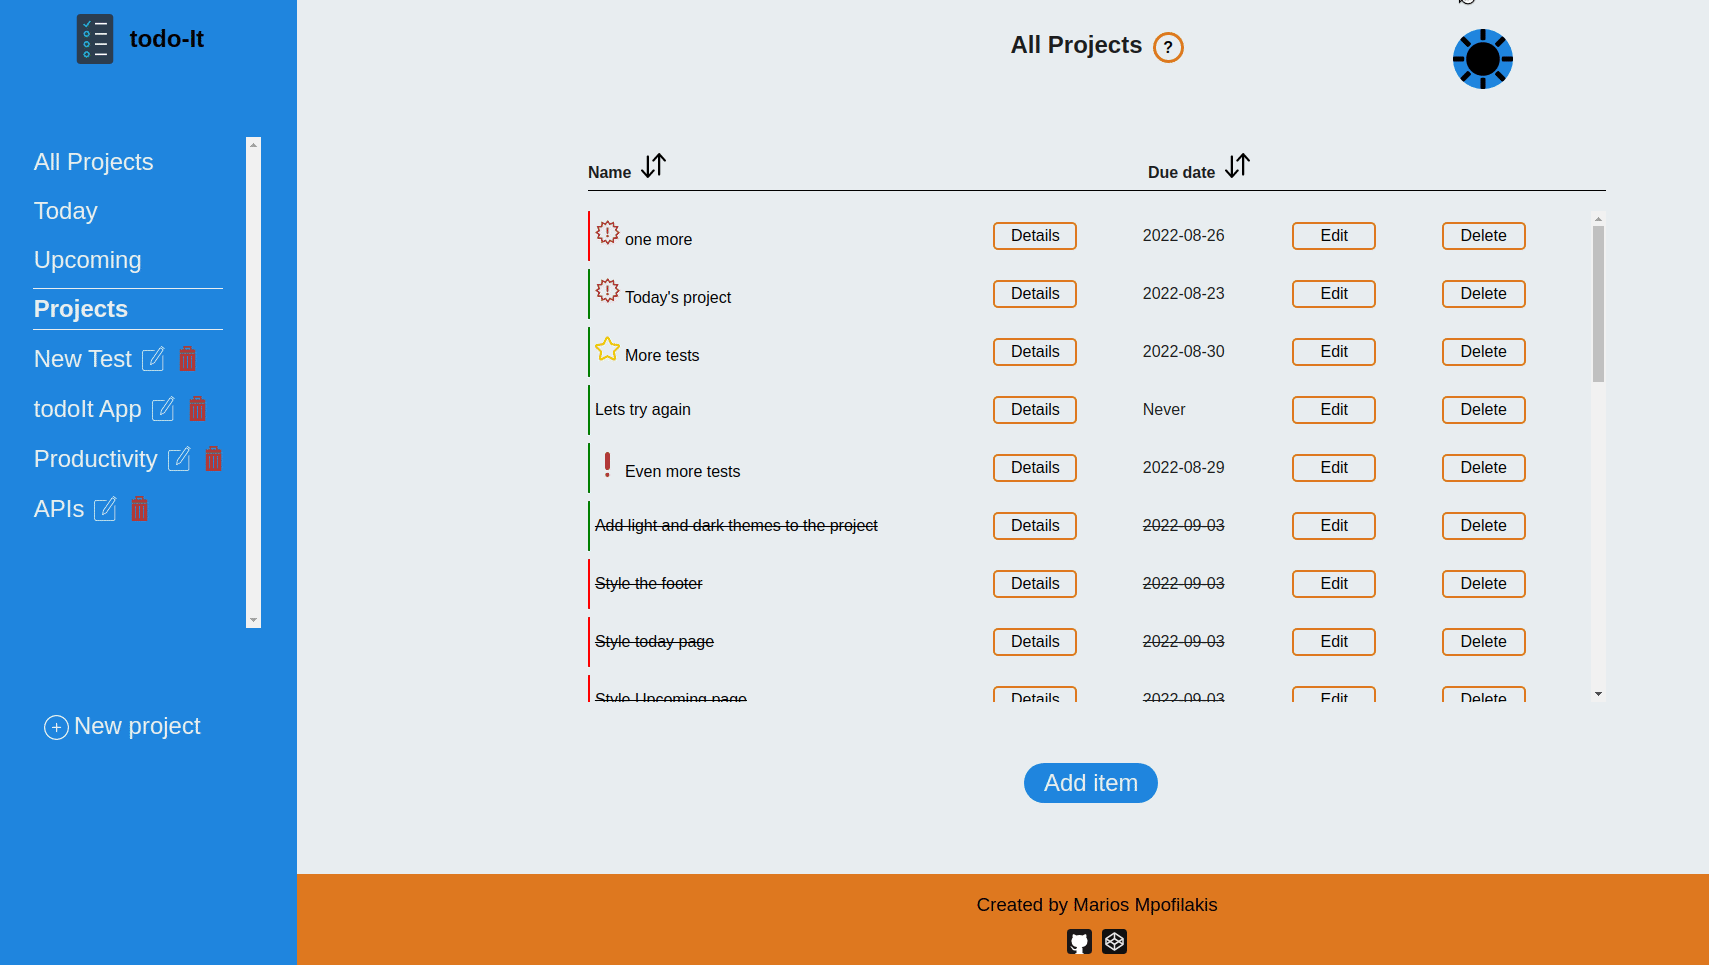 todo-It
All Projects ?
All Projects
Today
Upcoming
Projects
New Test
todoIt App
Productivity
APIs
New project
Name Due date
one more Details 2022-08-26 Edit Delete
Today's project Details 2022-08-23 Edit Delete
More tests Details 2022-08-30 Edit Delete
Lets try again Details Never Edit Delete
Even more tests Details 2022-08-29 Edit Delete
Add light and dark themes to the project Details 2022-09-03 Edit Delete
Style the footer Details 2022-09-03 Edit Delete
Style today page Details 2022-09-03 Edit Delete
Style Upcoming page Details 2022-09-03 Edit Delete
Add item
Created by Marios Mpofilakis